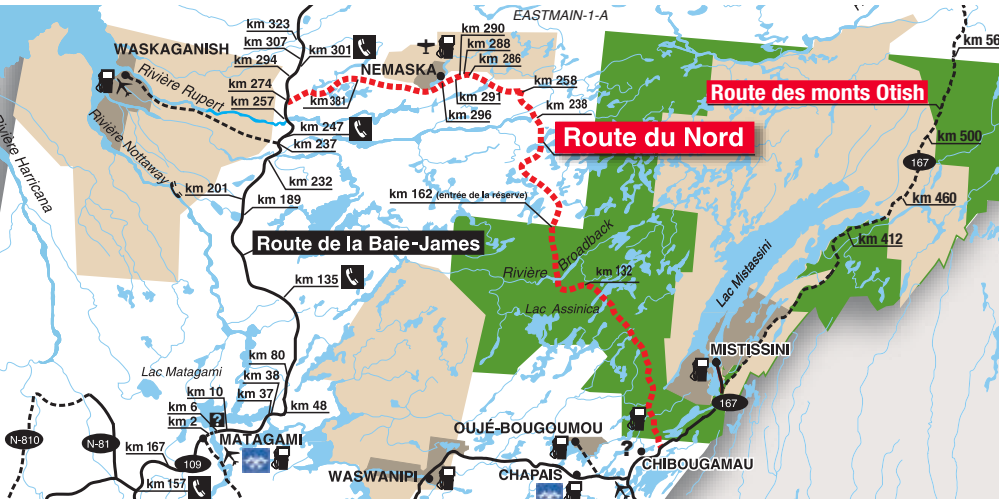 EASTMAIN-1-A
km 323
km 307
km 294
km 301
WASKAGANISH
km 274
km 257
Rivière Rupert
km 290
km 288
km 286
NEMASKA
km 381
km 291
km 296
km 258
km 238
km 56
Route des monts Otish
Route du Nord
km 500
167
km 460
km 412
km 247
km 237
km 232
km 201
km 189
Rivière Nottaway
Rivière Harricana
km 162 (entrée de la réserve)
Route de la Baie-James
km 135
Rivière Broadback
km 132
Lac Assinica
Lac Mistassini
MISTISSINI
167
Lac Matagami
km 80
km 38
km 37
km 48
km 10
km 6
km 2
?
MATAGAMI
N-810
N-81
km 167
109
km 157
WASWANIPI
OUJÉ-BOUGOUMOU
CHAPAIS
?
CHIBOUGAMAU